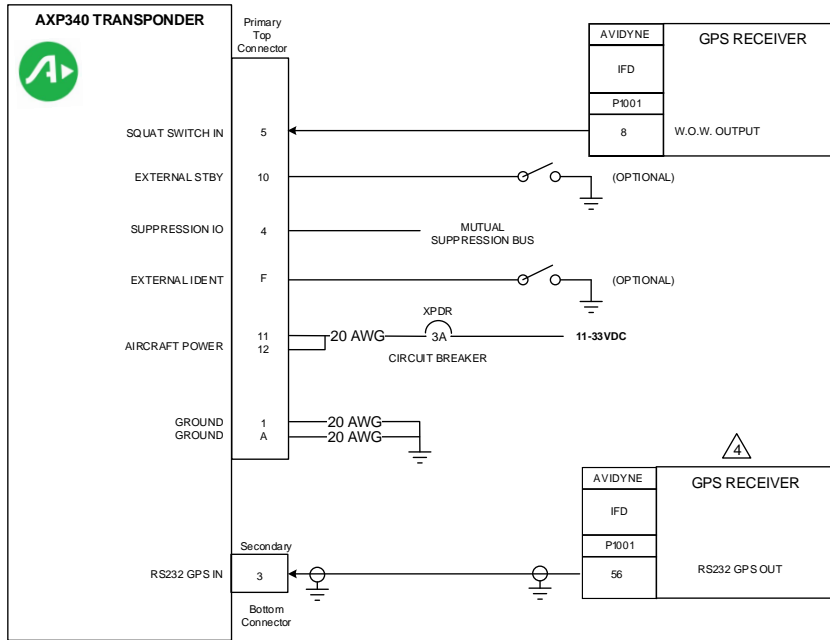 AXP340 TRANSPONDER
Primary
Top
Connector
AVIDYNE
GPS RECEIVER
IFD
P1001
SQUAT SWITCH IN
5
8
W.O.W. OUTPUT
EXTERNAL STBY
10
(OPTIONAL)
SUPPRESSION IO
4
MUTUAL
SUPPRESSION BUS
EXTERNAL IDENT
F
(OPTIONAL)
XPDR
AIRCRAFT POWER
11
12
20 AWG
3A
11-33VDC
CIRCUIT BREAKER
GROUND
1
20 AWG
GROUND
A
20 AWG
4
AVIDYNE
GPS RECEIVER
IFD
P1001
Secondary
RS232 GPS IN
3
56
RS232 GPS OUT
Bottom
Connector